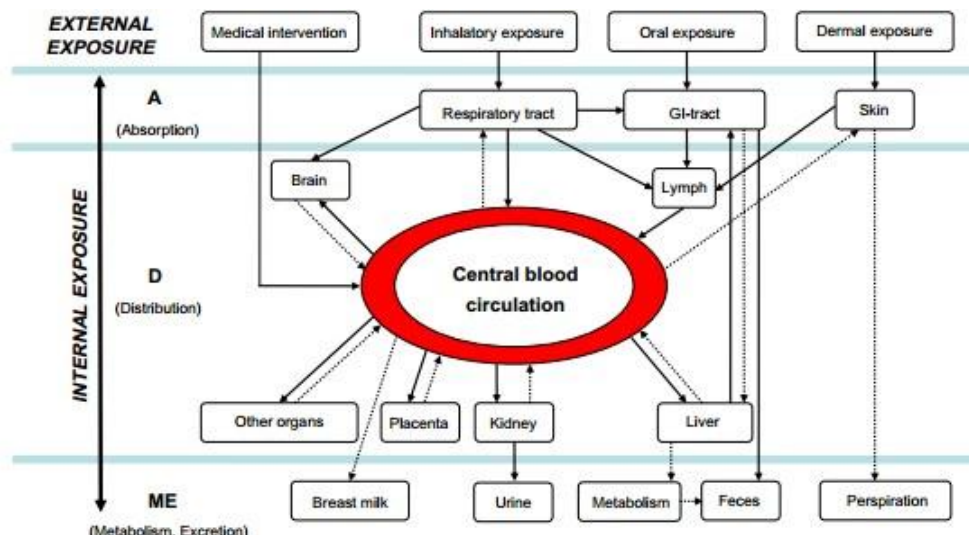 EXTERNAL
EXPOSURE
Medical intervention
Inhalatory exposure
Oral exposure
Dermal exposure
A
(Absorption)
Respiratory tract
GI-tract
Skin
Brain
Lymph
INTERNAL EXPOSURE
D
(Distribution)
Central blood
circulation
Other organs
Placenta
Kidney
Liver
ME
(Metabolism, Excretion)
Breast milk
Urine
Metabolism
Feces
Perspiration